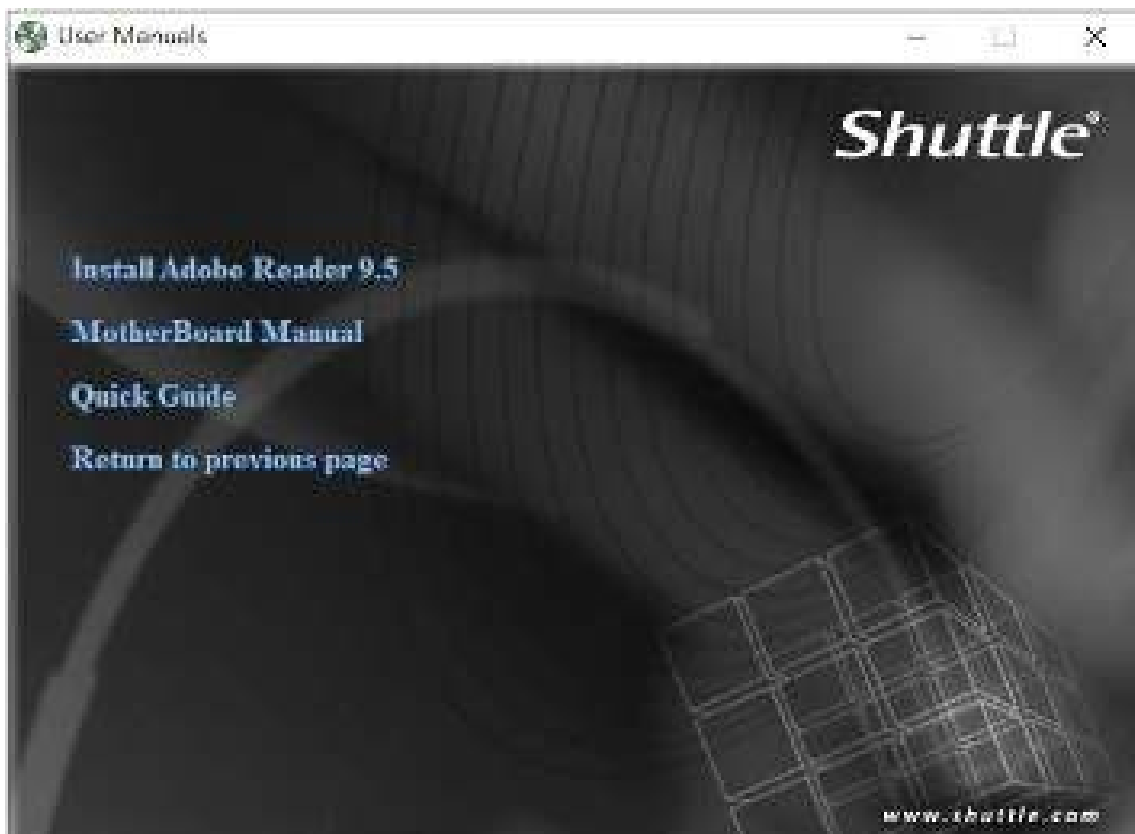 User Manuals
Shuttle®
Install Adobe Reader 9.5
MotherBoard Manual
Quick Guide
Return to previous page
www.shuttle.com